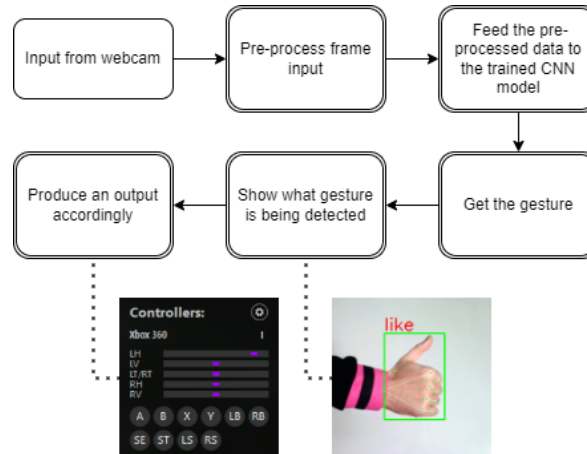 Input from webcam
Pre-process frame
input
Feed the pre-
processed data to
the trained CNN
model
Produce an output
accordingly
Show what gesture
is being detected
Get the gesture
Controllers:
Xbox 360
LH
LV
LT/RT
RH
RV
A B X Y LB RB
SE ST LS RS
like